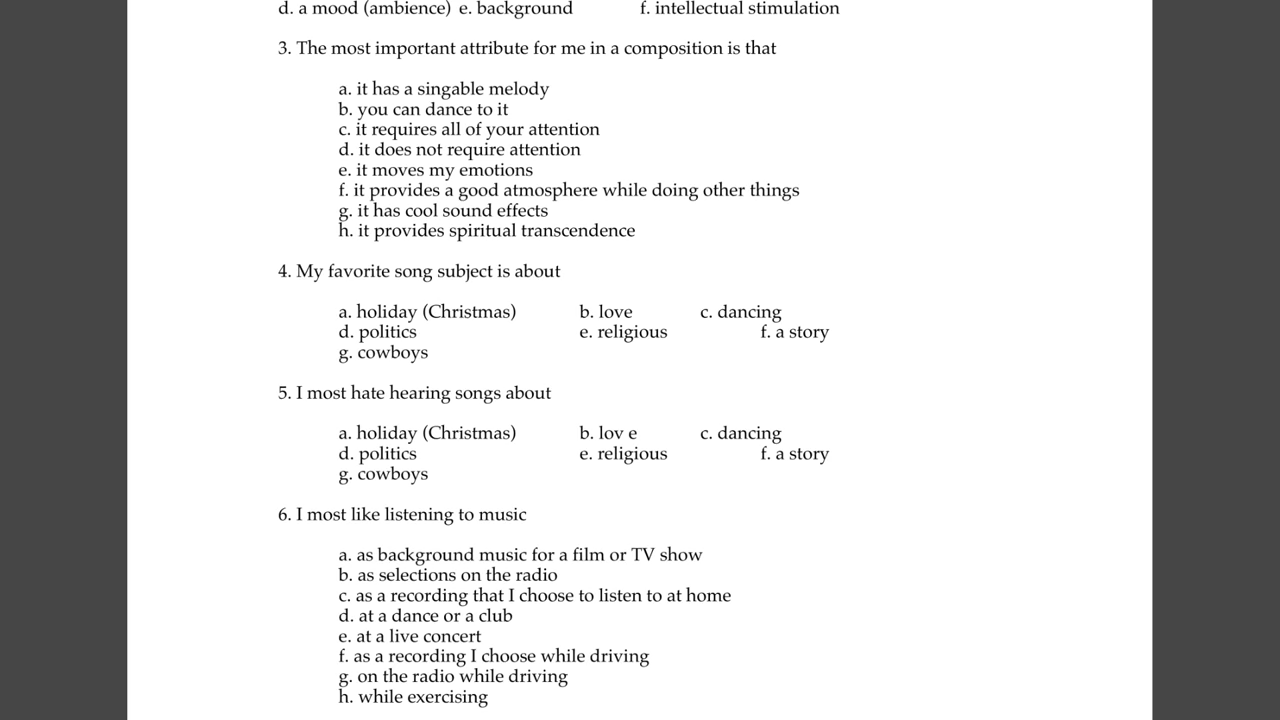 d. a mood (ambience) e. background f. intellectual stimulation
3. The most important attribute for me in a composition is that
a. it has a singable melody
b. you can dance to it
c. it requires all of your attention
d. it does not require attention
e. it moves my emotions
f. it provides a good atmosphere while doing other things
g. it has cool sound effects
h. it provides spiritual transcendence
4. My favorite song subject is about
a. holiday (Christmas) b. love c. dancing
d. politics e. religious f. a story
g. cowboys
5. I most hate hearing songs about
a. holiday (Christmas) b. lov e c. dancing
d. politics e. religious f. a story
g. cowboys
6. I most like listening to music
a. as background music for a film or TV show
b. as selections on the radio
c. as a recording that I choose to listen to at home
d. at a dance or a club
e. at a live concert
f. as a recording I choose while driving
g. on the radio while driving
h. while exercising